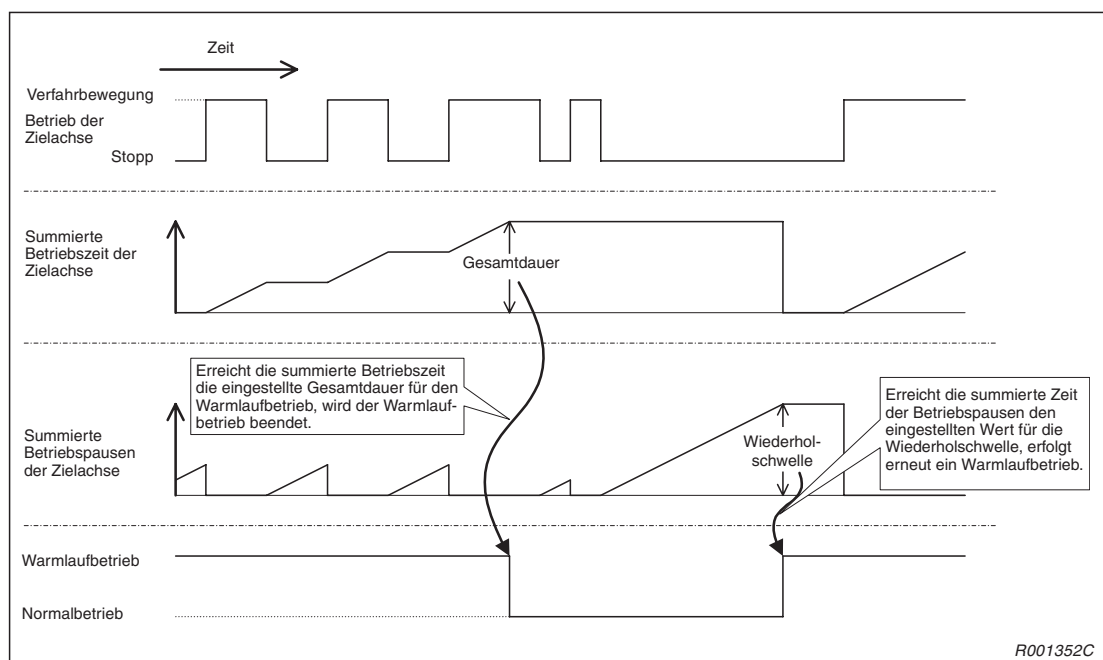 Zeit
Verfahrbewegung
Betrieb der
Zielachse
Stopp
Summierte
Betriebszeit der
Zielachse
Gesamtdauer
Erreicht die summierte Betriebszeit
die eingestellte Gesamtdauer für den
Warmlaufbetrieb, wird der Warmlauf-
betrieb beendet.
Erreicht die summierte Zeit
der Betriebspausen den
eingestellten Wert für die
Wiederholschwelle, erfolgt
erneut ein Warmlaufbetrieb.
Summierte
Betriebspausen
der Zielachse
Wiederhol-
schwelle
Warmlaufbetrieb
Normalbetrieb
R001352C